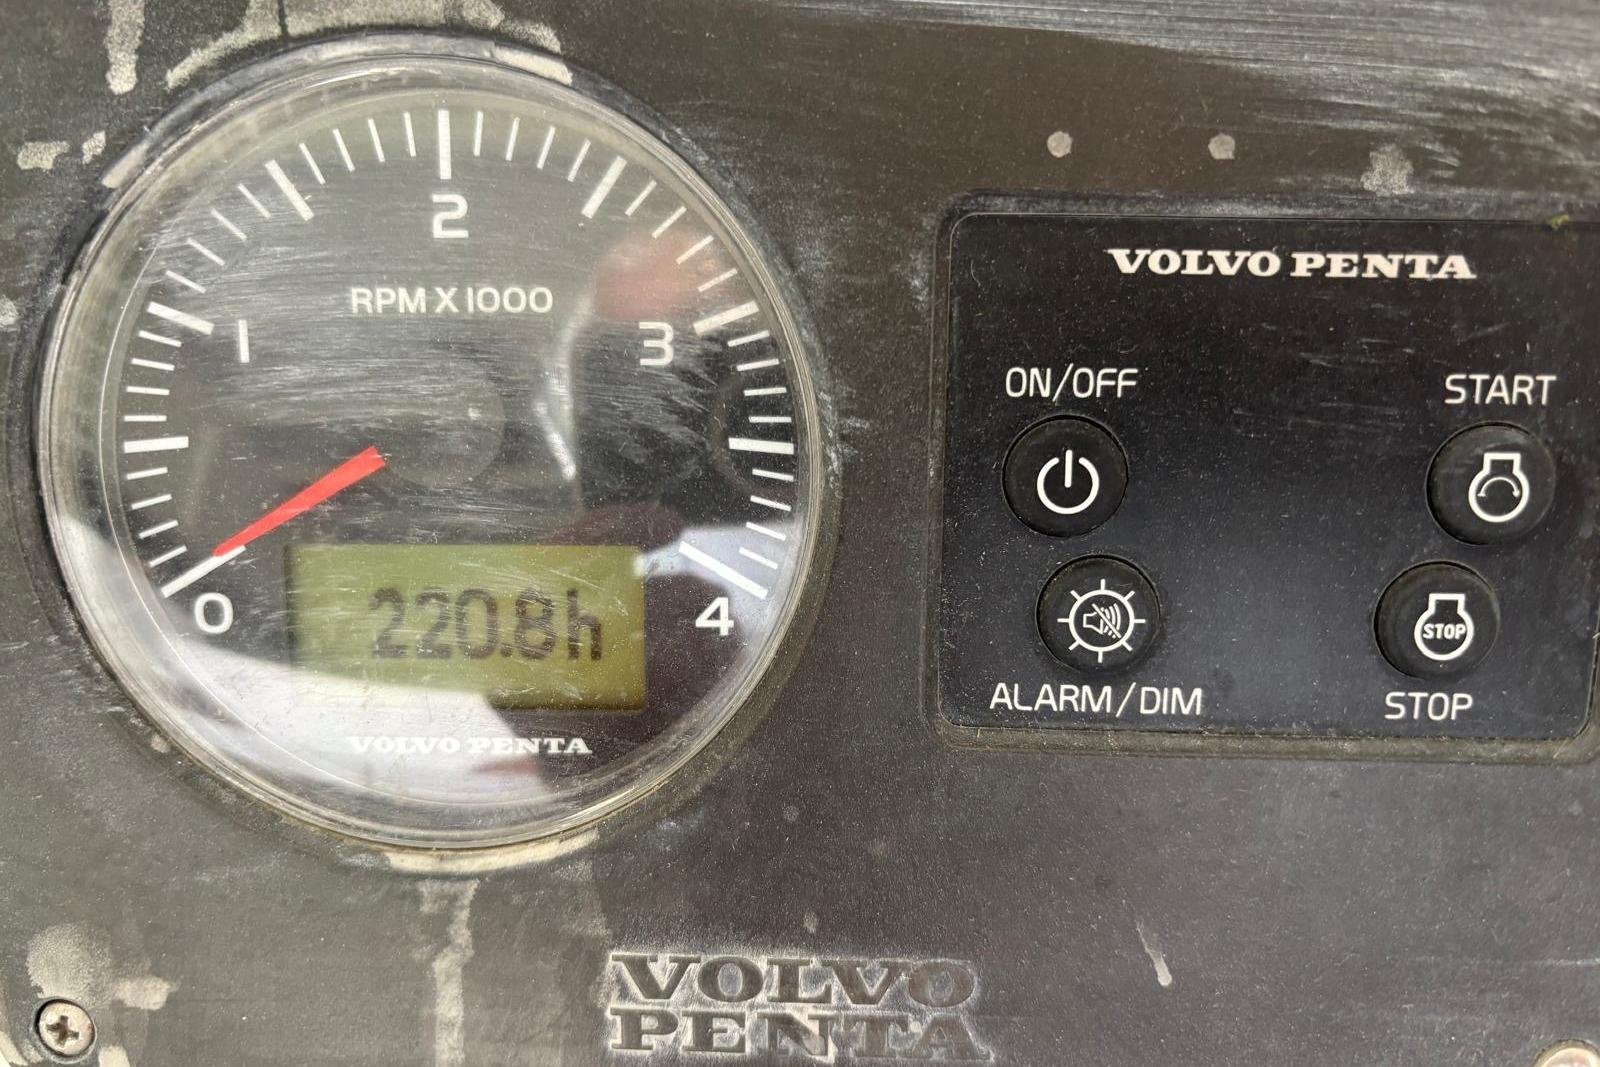 2
RPM X 1000
1
3
0
4
220.8h
VOLVO PENTA
VOLVO PENTA
ON/OFF
START
STOP
ALARM/DIM
STOP
VOLVO
PENTA